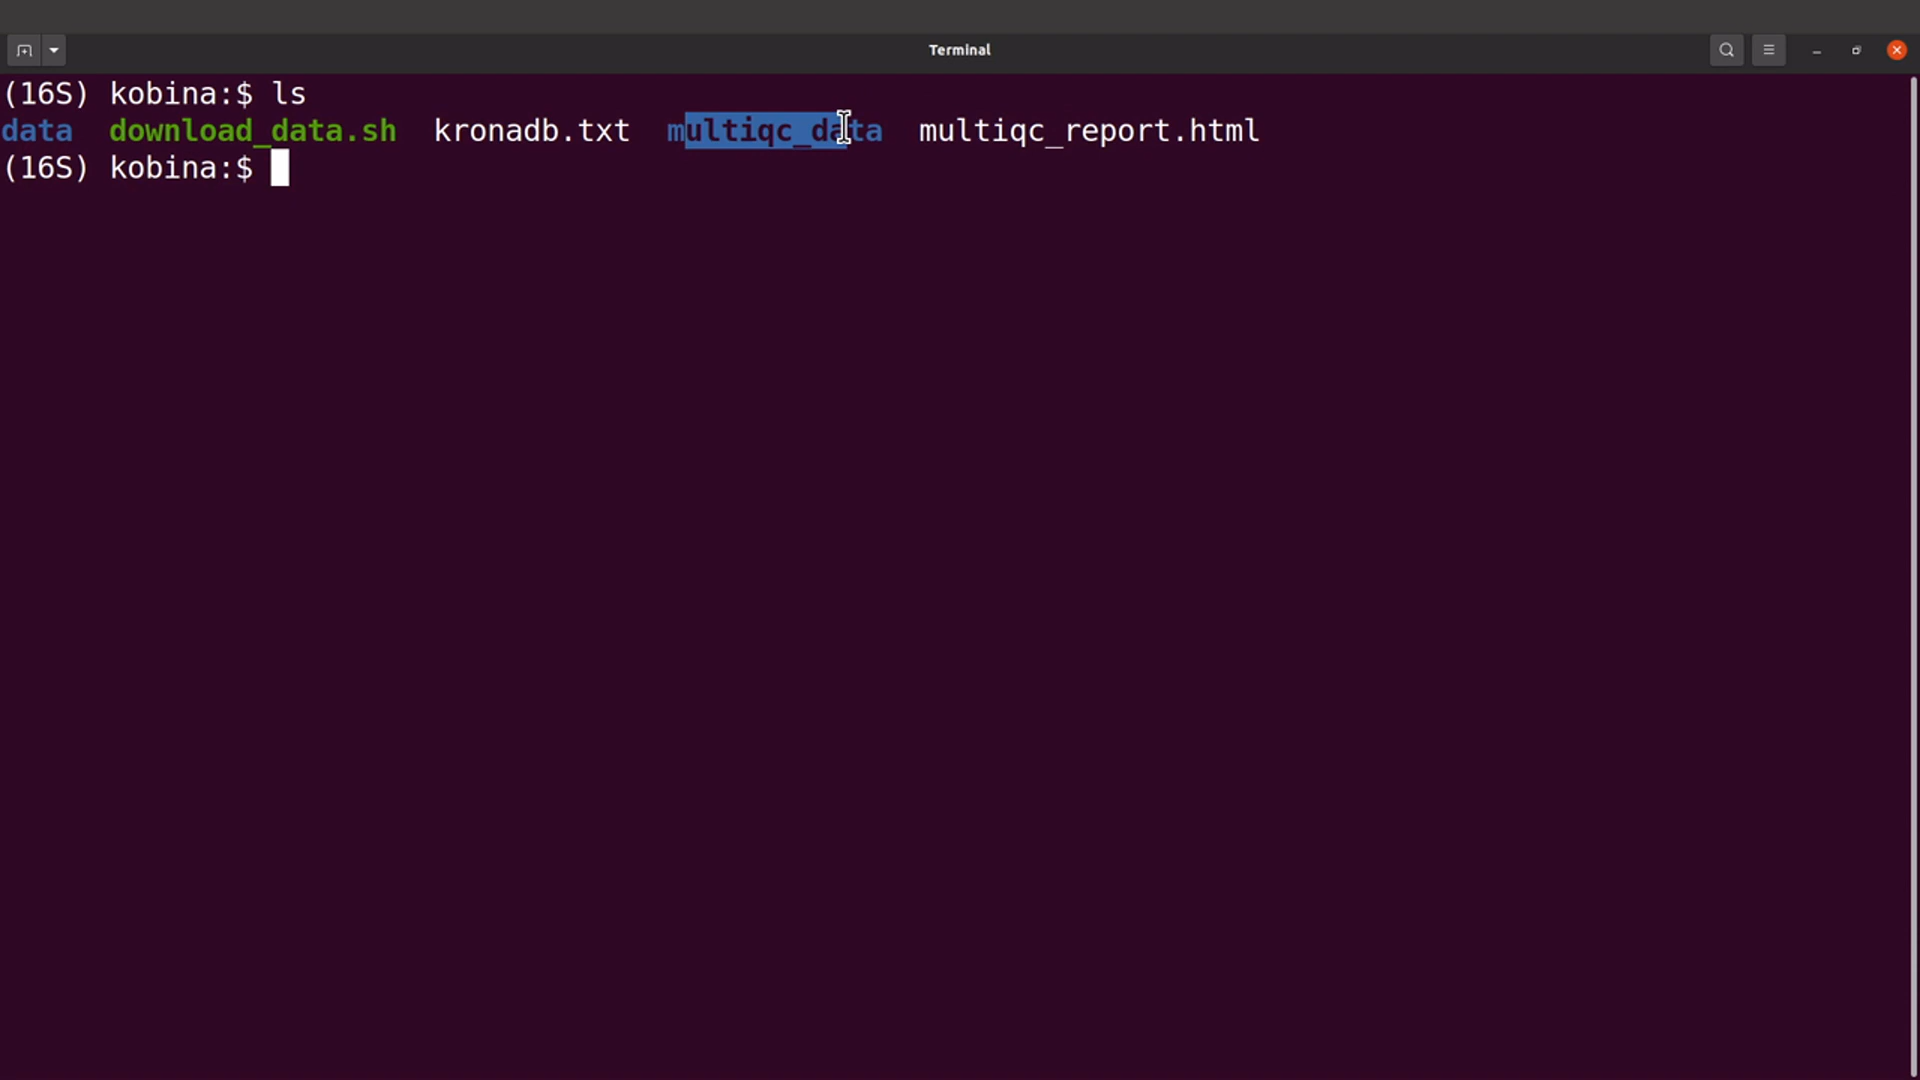 Terminal
(16S) kobina:$ ls
data download_data.sh kronadb.txt multiqc_data multiqc_report.html
(16S) kobina:$